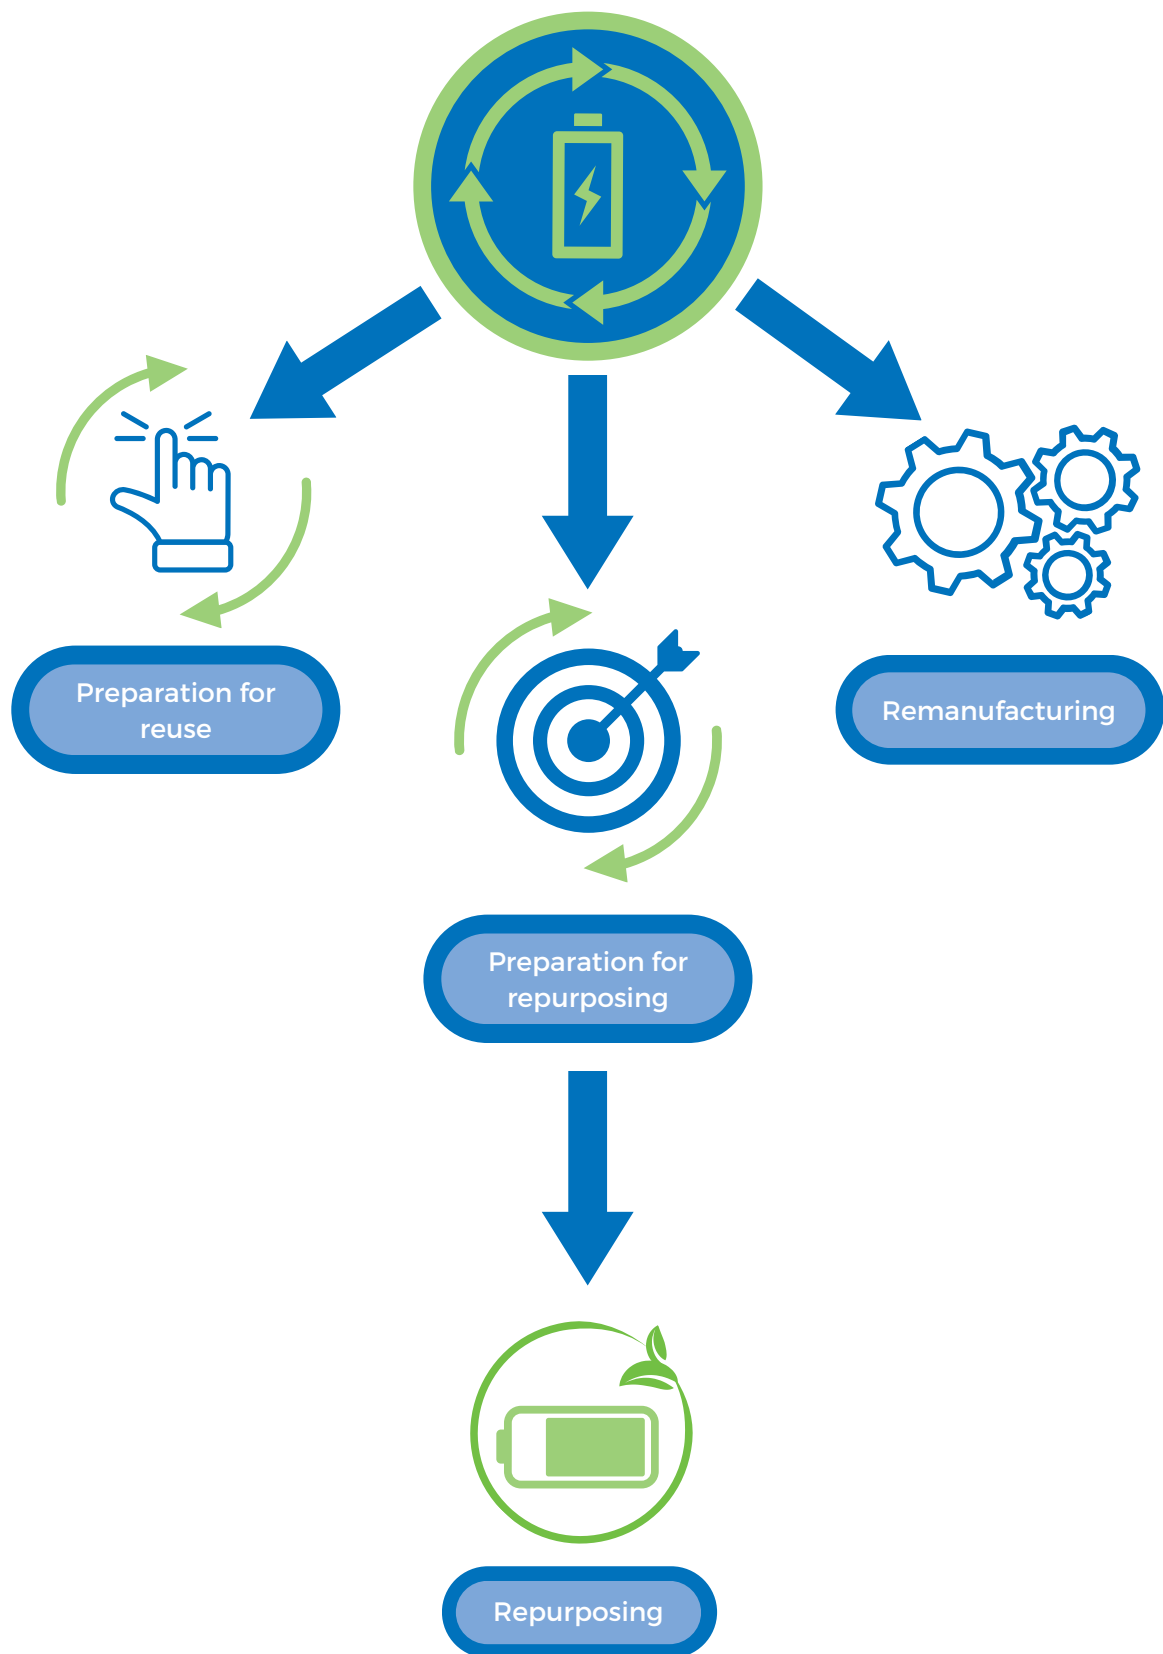 Preparation for
reuse
Remanufacturing
Preparation for
repurposing
Repurposing